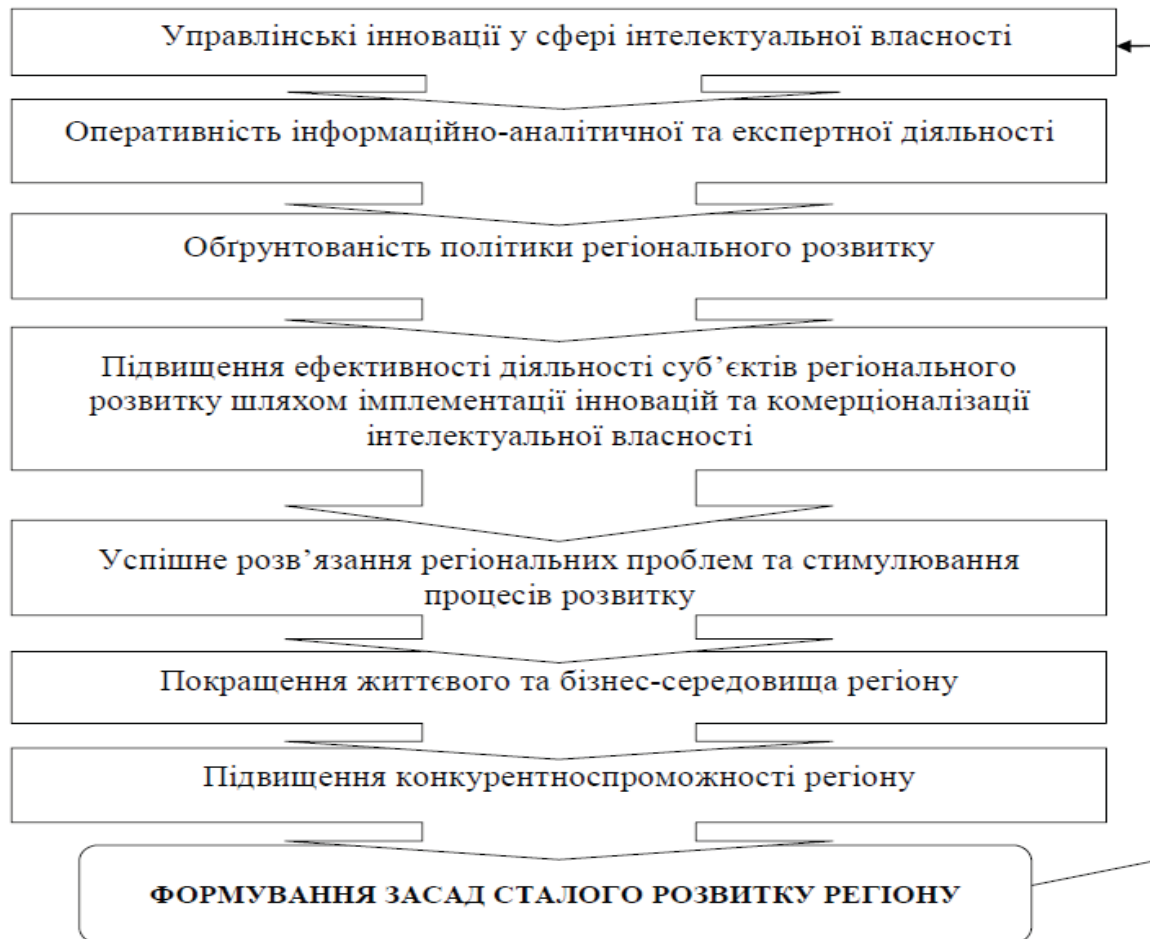 Управлінські інновації у сфері інтелектуальної власності
Оперативність інформаційно-аналітичної та експертної діяльності
Обґрунтованість політики регіонального розвитку
Підвищення ефективності діяльності суб’єктів регіонального
розвитку шляхом імплементації інновацій та комерціоналізації
інтелектуальної власності
Успішне розв’язання регіональних проблем та стимулювання
процесів розвитку
Покращення життєвого та бізнес-середовища регіону
Підвищення конкурентноспроможності регіону
ФОРМУВАННЯ ЗАСАД СТАЛОГО РОЗВИТКУ РЕГІОНУ